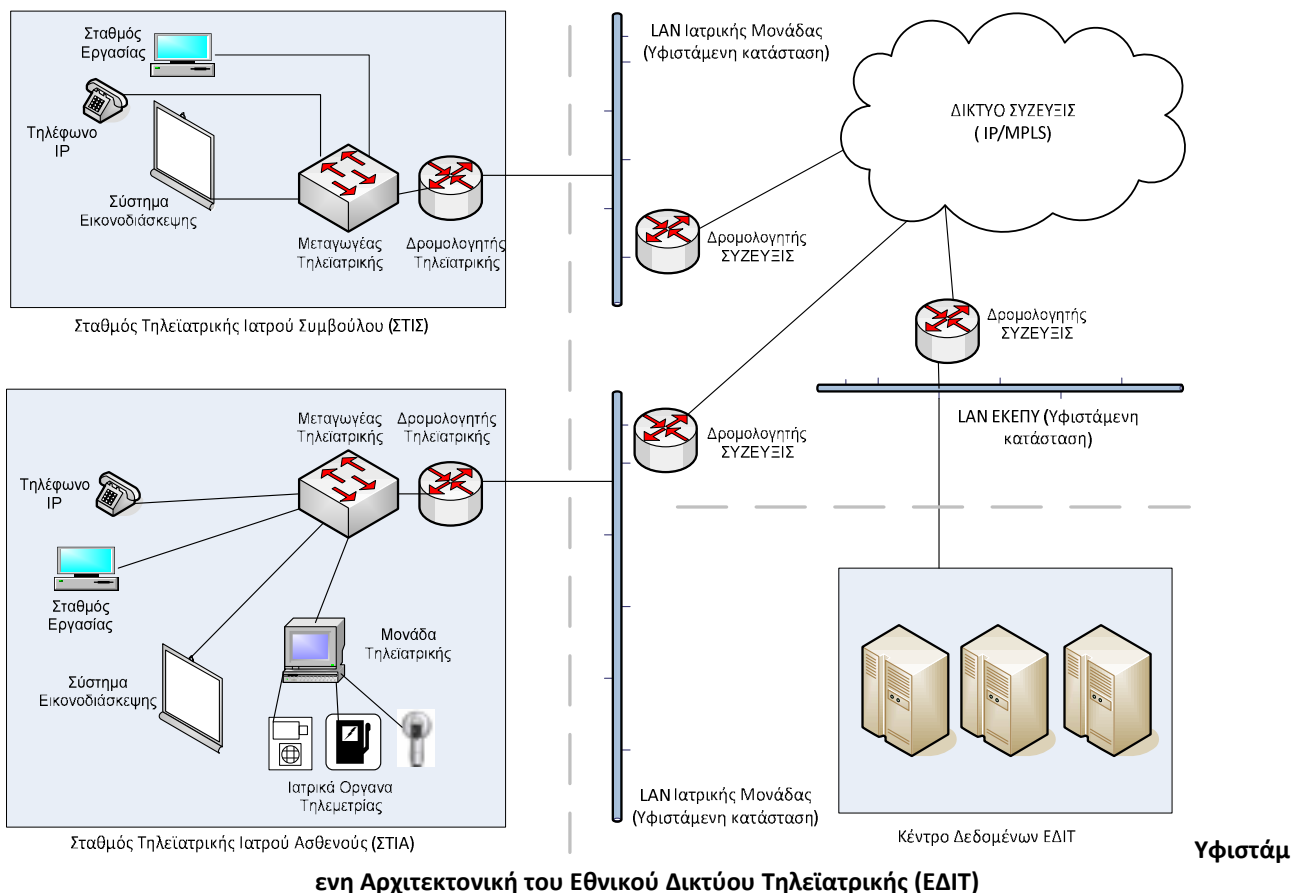 Σταθμός
Εργασίας
Τηλέφωνο
IP
Σύστημα
Εικονοδιάσκεψης
Μεταγωγέας
Τηλεϊατρικής
Δρομολογητής
Τηλεϊατρικής
Σταθμός Τηλεϊατρικής Ιατρού Συμβούλου (ΣΤΙΣ)
LAN Ιατρικής Μονάδας
(Υφιστάμενη κατάσταση)
ΔΙΚΤΥΟ ΣΥΖΕΥΞΙΣ
( IP/MPLS)
Δρομολογητής
ΣΥΖΕΥΞΙΣ
Δρομολογητής
ΣΥΖΕΥΞΙΣ
LAN ΕΚΕΠΥ (Υφιστάμενη
κατάσταση)
Μεταγωγέας
Τηλεϊατρικής
Δρομολογητής
Τηλεϊατρικής
Δρομολογητής
ΣΥΖΕΥΞΙΣ
Τηλέφωνο
IP
Σταθμός
Εργασίας
Σύστημα
Εικονοδιάσκεψης
Μονάδα
Τηλεϊατρικής
Ιατρικά Οργανα
Τηλεμετρίας
Σταθμός Τηλεϊατρικής Ιατρού Ασθενούς (ΣΤΙΑ)
LAN Ιατρικής Μονάδας
(Υφιστάμενη κατάσταση)
Κέντρο Δεδομένων ΕΔΙΤ
Υφιστάμ
ενη Αρχιτεκτονική του Εθνικού Δικτύου Τηλεϊατρικής (ΕΔΙΤ)